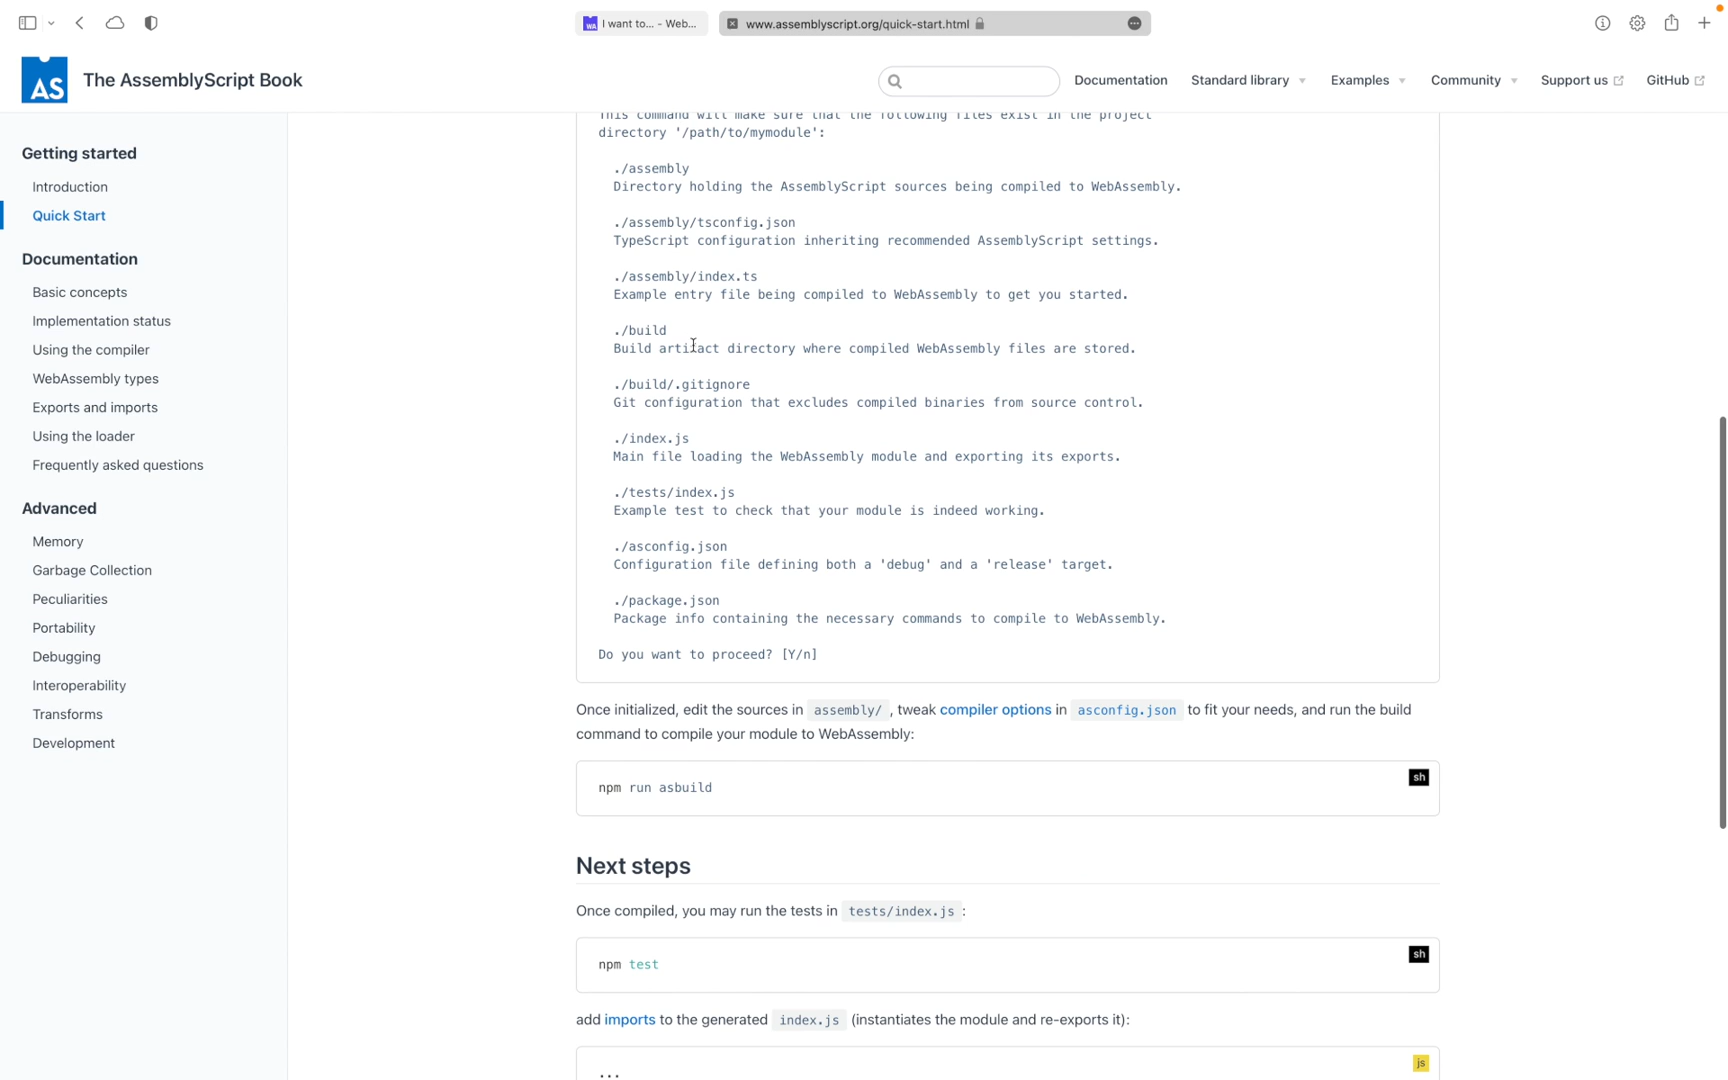 I want to... - Web...
www.assemblyscript.org/quick-start.html
AS
The AssemblyScript Book
Documentation
Standard library
Examples
Community
Support us
GitHub
Getting started
Introduction
Quick Start
Documentation
Basic concepts
Implementation status
Using the compiler
WebAssembly types
Exports and imports
Using the loader
Frequently asked questions
Advanced
Memory
Garbage Collection
Peculiarities
Portability
Debugging
Interoperability
Transforms
Development
This command will make sure that the following files exist in the project
directory '/path/to/mymodule':
./assembly
Directory holding the AssemblyScript sources being compiled to WebAssembly.
./assembly/tsconfig.json
TypeScript configuration inheriting recommended AssemblyScript settings.
./assembly/index.ts
Example entry file being compiled to WebAssembly to get you started.
./build
Build artifact directory where compiled WebAssembly files are stored.
./build/.gitignore
Git configuration that excludes compiled binaries from source control.
./index.js
Main file loading the WebAssembly module and exporting its exports.
./tests/index.js
Example test to check that your module is indeed working.
./asconfig.json
Configuration file defining both a 'debug' and a 'release' target.
./package.json
Package info containing the necessary commands to compile to WebAssembly.
Do you want to proceed? [Y/n]
Once initialized, edit the sources in assembly/ , tweak compiler options in asconfig.json to fit your needs, and run the build
command to compile your module to WebAssembly:
sh
npm run asbuild
Next steps
Once compiled, you may run the tests in tests/index.js :
sh
npm test
add imports to the generated index.js (instantiates the module and re-exports it):
js
...